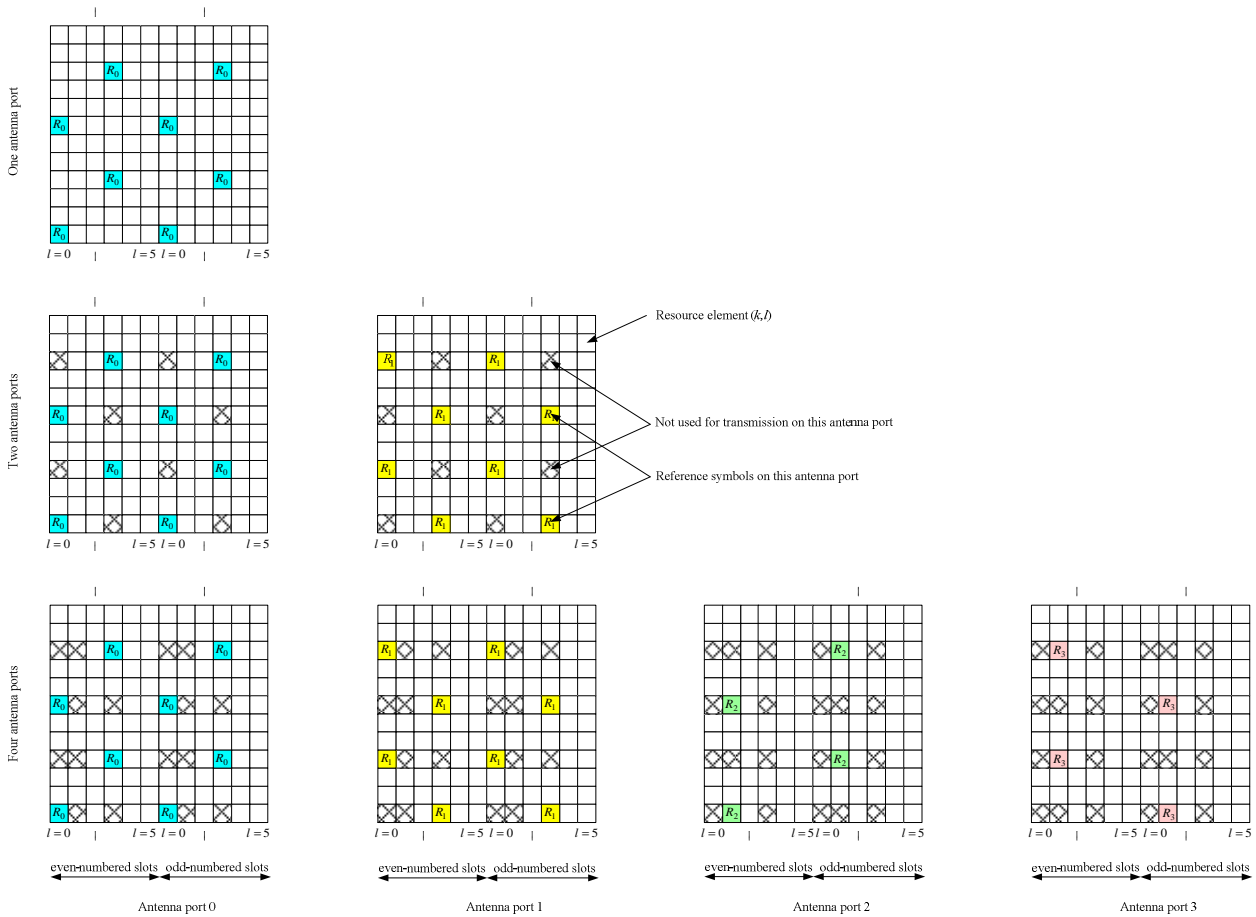 One antenna port
R0 R0
R0 R0
R0 R0
R0 R0
l = 0 l = 5 l = 0 l = 5
Two antenna ports
R0 R0
R0 R0
R0 R0
R0 R0
l = 0 l = 5 l = 0 l = 5
R1 R1
R1 R1
R1 R1
R1 R1
l = 0 l = 5 l = 0 l = 5
Resource element (k,l)
Not used for transmission on this antenna port
Reference symbols on this antenna port
Four antenna ports
R0 R0
R0 R0
R0 R0
R0 R0
l = 0 l = 5 l = 0 l = 5
even-numbered slots odd-numbered slots
Antenna port 0
R1 R1
R1 R1
R1 R1
R1 R1
l = 0 l = 5 l = 0 l = 5
even-numbered slots odd-numbered slots
Antenna port 1
R2
R2
R2
R2
l = 0 l = 5 l = 0 l = 5
even-numbered slots odd-numbered slots
Antenna port 2
R3
R3
R3
R3
l = 0 l = 5 l = 0 l = 5
even-numbered slots odd-numbered slots
Antenna port 3